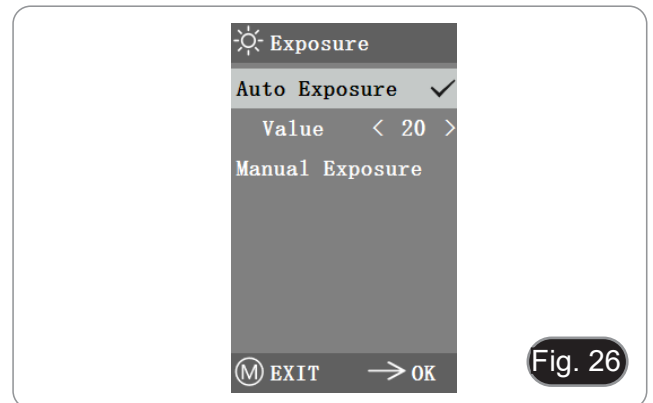 Exposure
Auto Exposure
Value < 20 >
Manual Exposure
M EXIT → OK
Fig. 26